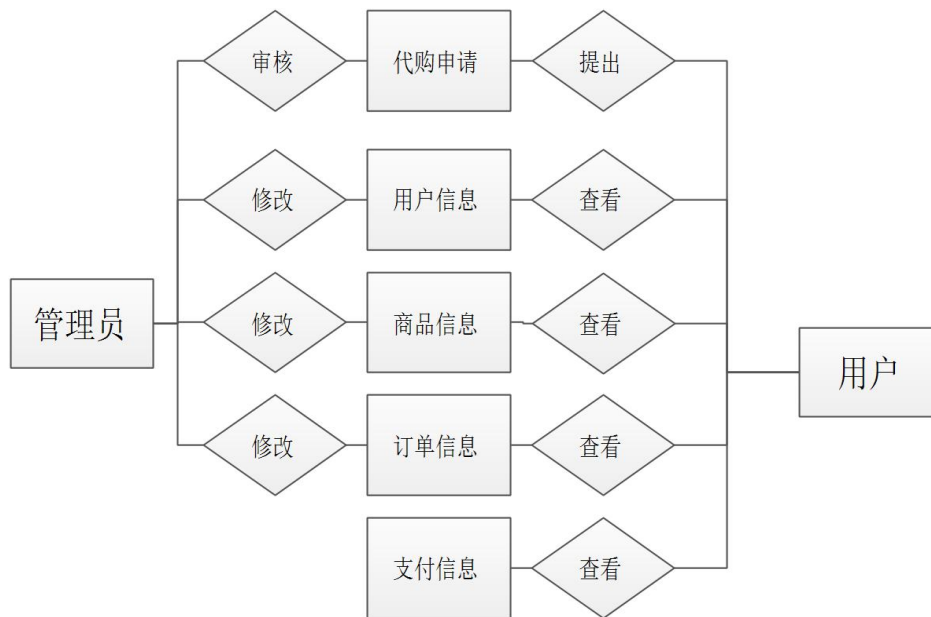 审核 代购申请 提出
修改 用户信息 查看
管理员 修改 商品信息 查看
用户
修改 订单信息 查看
支付信息 查看